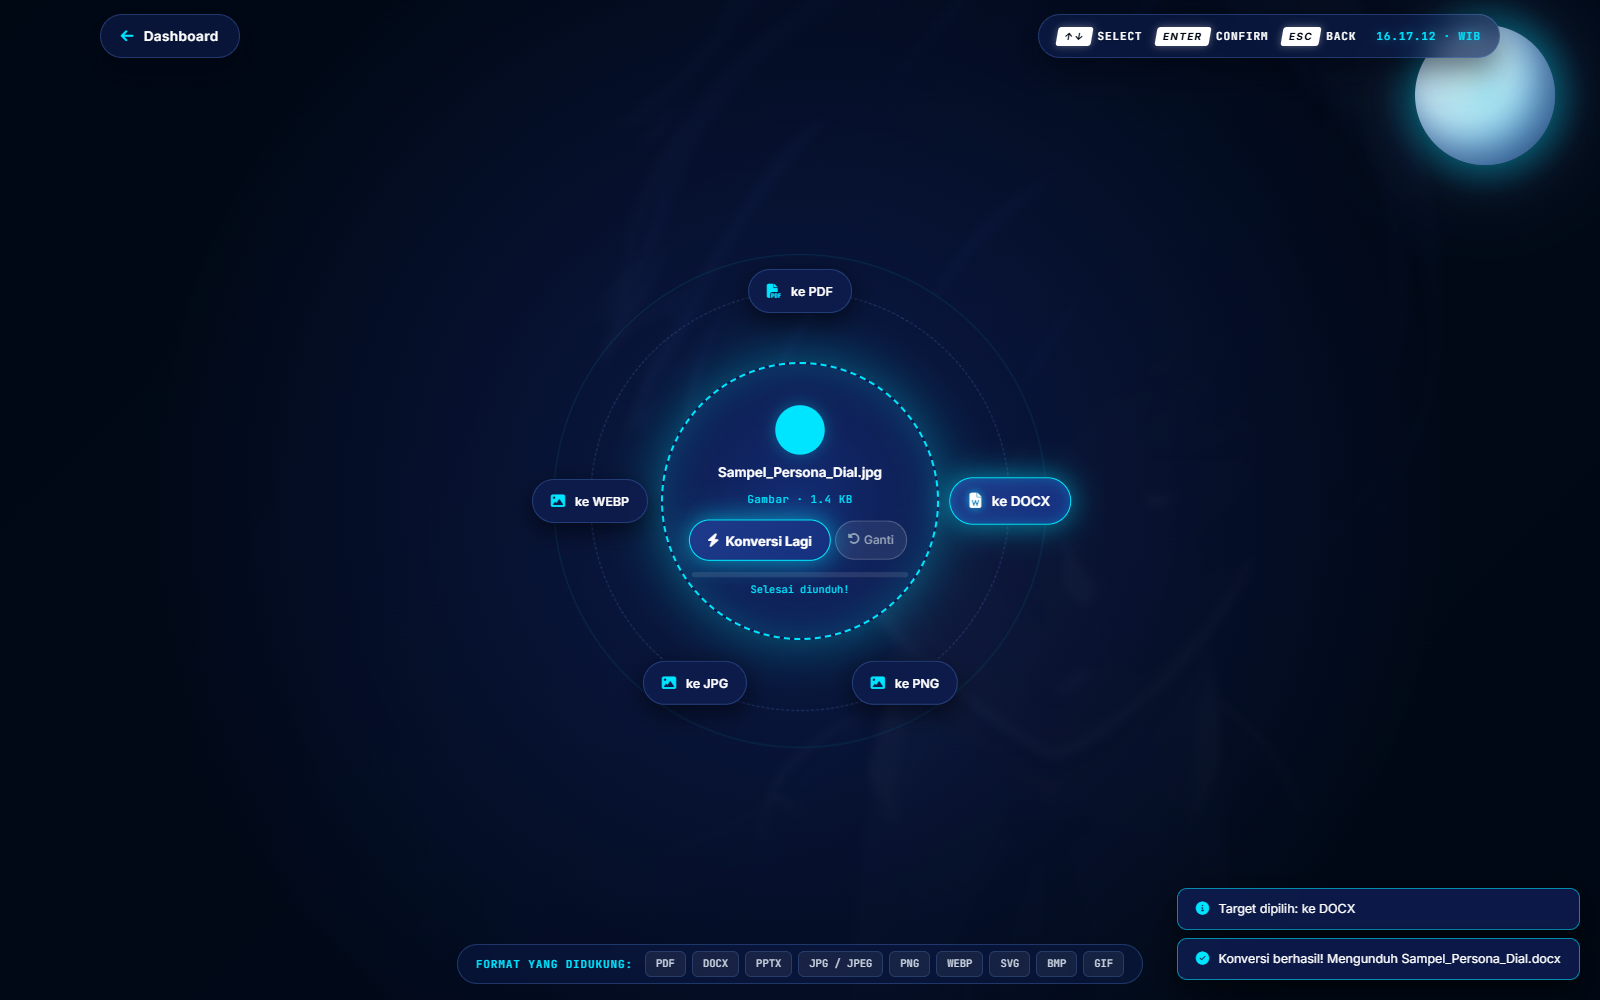 Dashboard
↑↓ SELECT ENTER CONFIRM ESC BACK 16.17.12 · WIB
ke PDF
Sampel_Persona_Dial.jpg
ke WEBP
ke DOCX
Gambar · 1.4 KB
Konversi Lagi Ganti
Selesai diunduh!
ke JPG ke PNG
Target dipilih: ke DOCX
FORMAT YANG DIDUKUNG: PDF DOCX PPTX JPG / JPEG PNG WEBP SVG BMP GIF
Konversi berhasil! Mengunduh Sampel_Persona_Dial.docx